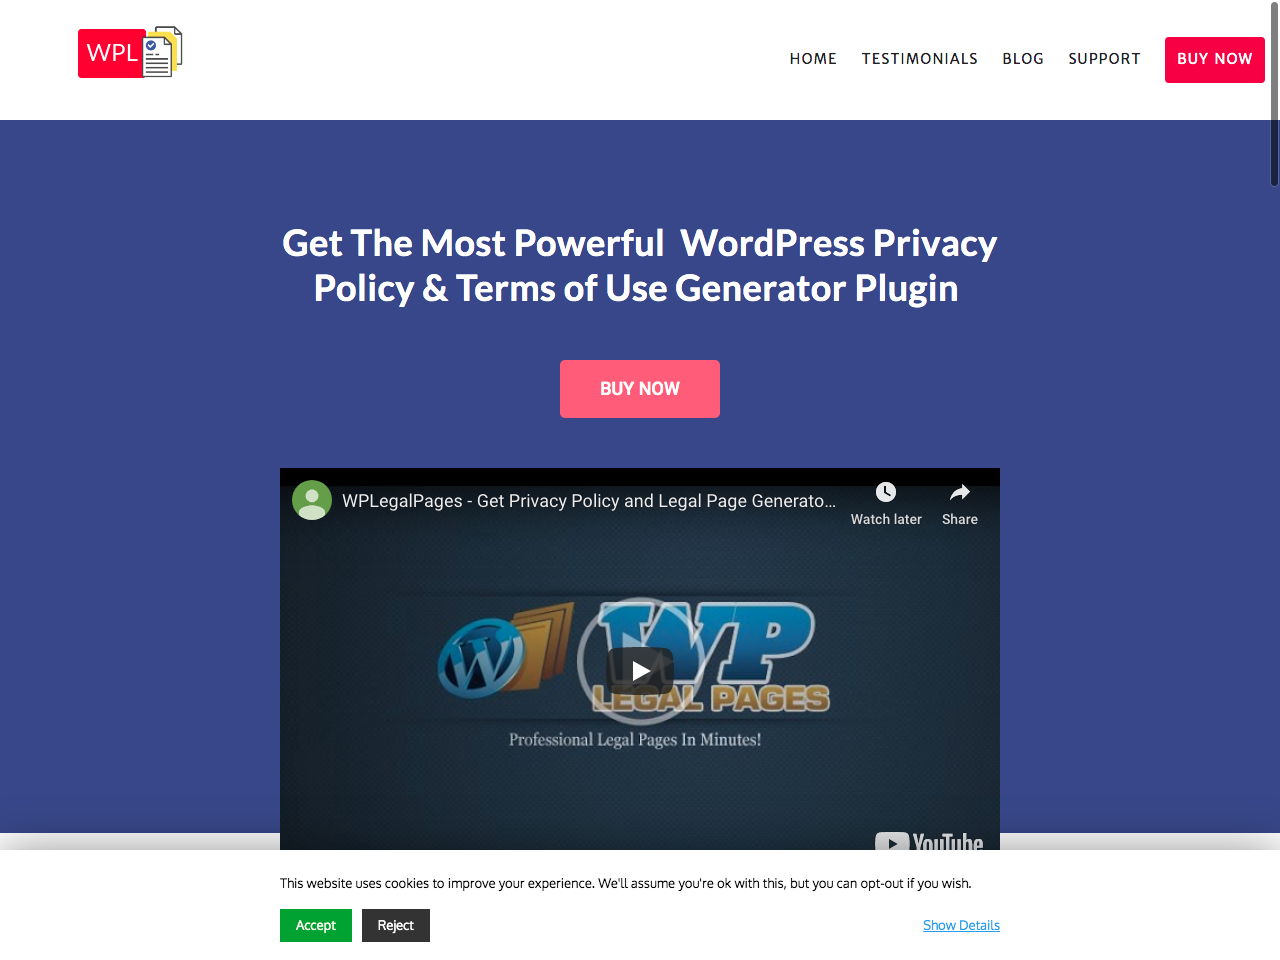 WPL
HOME TESTIMONIALS BLOG SUPPORT BUY NOW
Get The Most Powerful WordPress Privacy
Policy & Terms of Use Generator Plugin
BUY NOW
WPLegalPages - Get Privacy Policy and Legal Page Generato...
Watch later Share
WP
LEGAL PAGES
Professional Legal Pages In Minutes!
YouTube
This website uses cookies to improve your experience. We'll assume you're ok with this, but you can opt-out if you wish.
Accept Reject Show Details